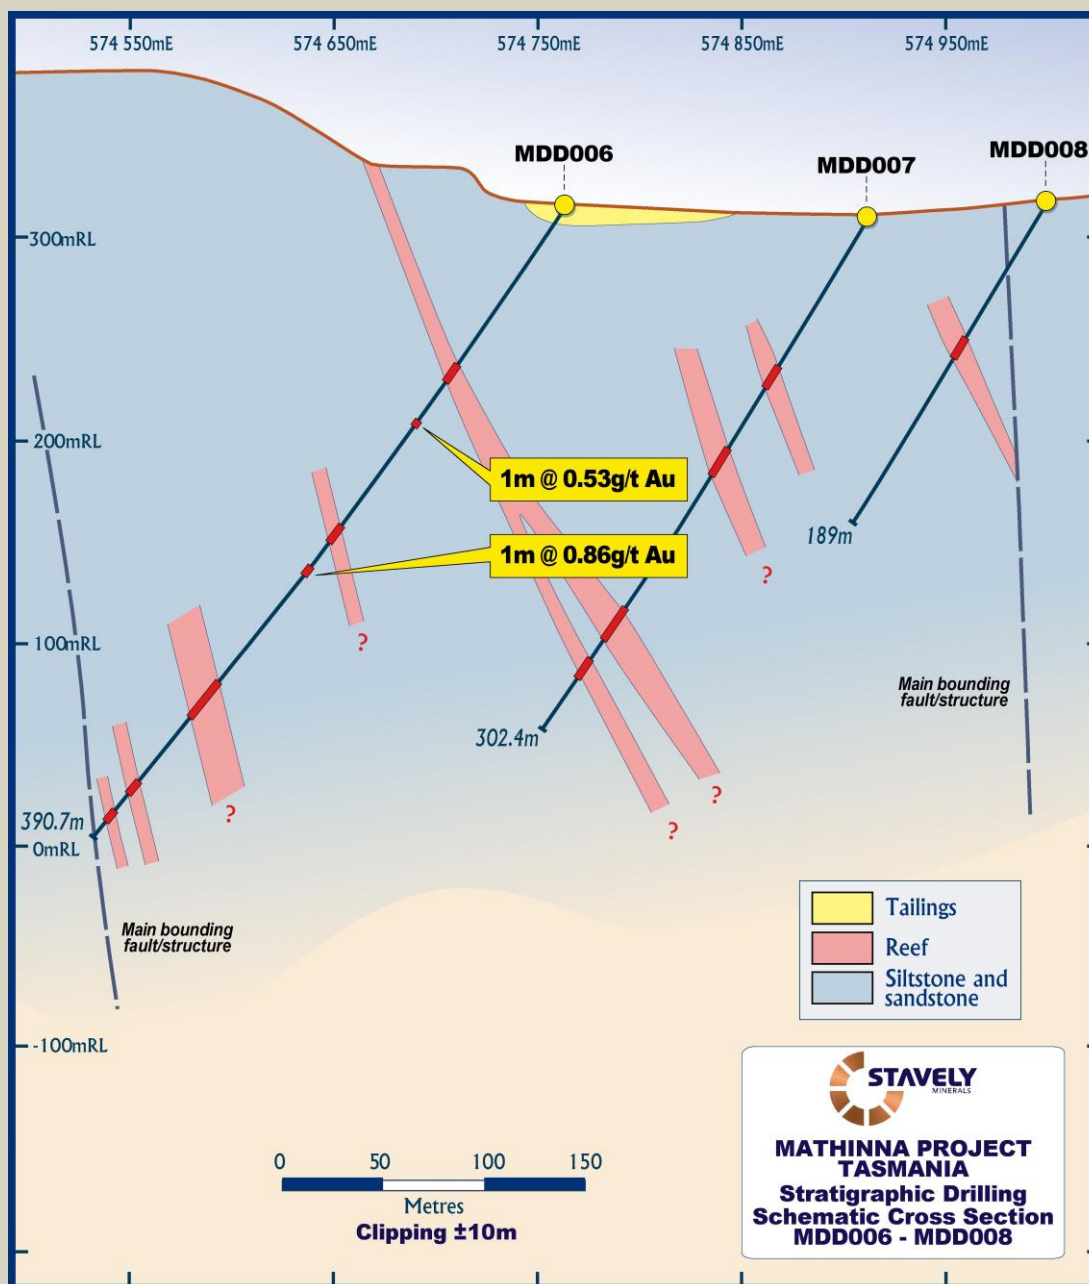 574 550mE
574 650mE
574 750mE
574 850mE
574 950mE
MDD006
MDD007
MDD008
300mRL
200mRL
1m @ 0.53g/t Au
189m
1m @ 0.86g/t Au
?
?
100mRL
Main bounding
fault/structure
302.4m
?
?
?
390.7m
0mRL
Main bounding
fault/structure
Tailings
Reef
Siltstone and
sandstone
-100mRL
STAVELY
MINERALS
MATHINNA PROJECT
TASMANIA
Stratigraphic Drilling
Schematic Cross Section
MDD006 - MDD008
0 50 100 150
Metres
Clipping ±10m